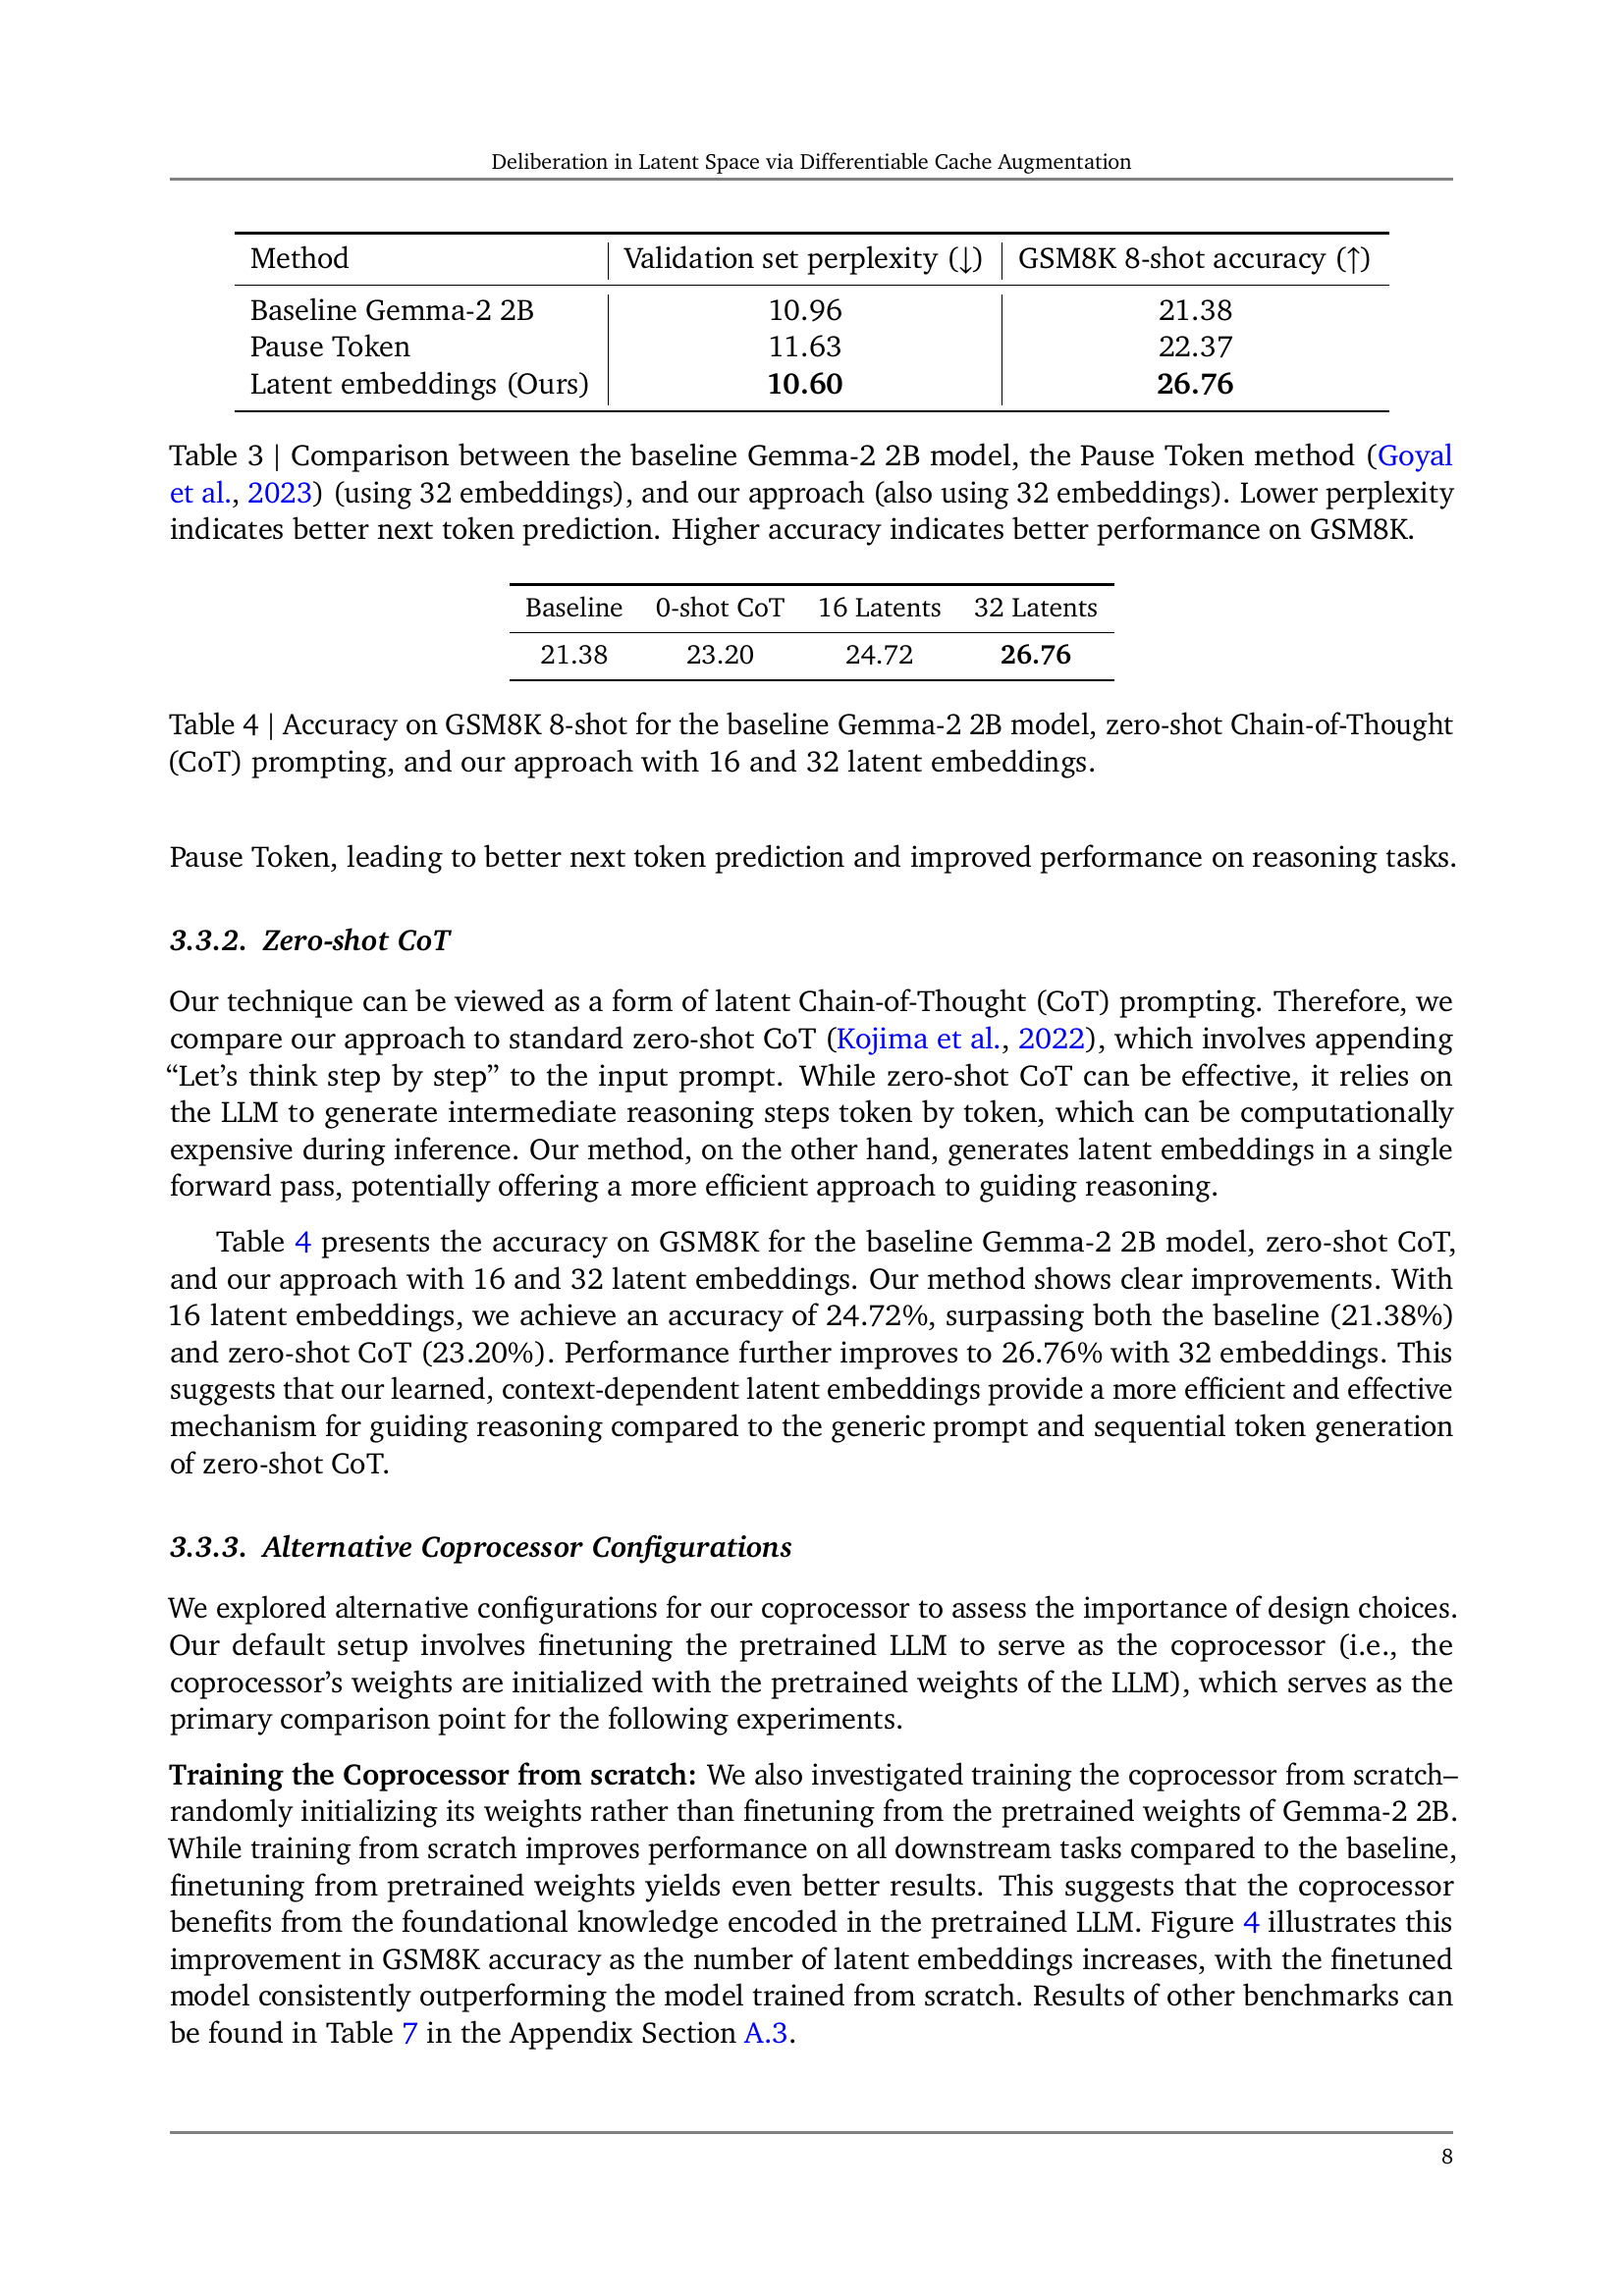 Deliberation in Latent Space via Differentiable Cache Augmentation
Method | Validation set perplexity (↓) | GSM8K 8-shot accuracy (↑)
Baseline Gemma-2 2B | 10.96 | 21.38
Pause Token | 11.63 | 22.37
Latent embeddings (Ours) | 10.60 | 26.76
Table 3 | Comparison between the baseline Gemma-2 2B model, the Pause Token method (Goyal
et al., 2023) (using 32 embeddings), and our approach (also using 32 embeddings). Lower perplexity
indicates better next token prediction. Higher accuracy indicates better performance on GSM8K.
Baseline 0-shot CoT 16 Latents 32 Latents
21.38 23.20 24.72 26.76
Table 4 | Accuracy on GSM8K 8-shot for the baseline Gemma-2 2B model, zero-shot Chain-of-Thought
(CoT) prompting, and our approach with 16 and 32 latent embeddings.
Pause Token, leading to better next token prediction and improved performance on reasoning tasks.
3.3.2. Zero-shot CoT
Our technique can be viewed as a form of latent Chain-of-Thought (CoT) prompting. Therefore, we
compare our approach to standard zero-shot CoT (Kojima et al., 2022), which involves appending
“Let’s think step by step” to the input prompt. While zero-shot CoT can be effective, it relies on
the LLM to generate intermediate reasoning steps token by token, which can be computationally
expensive during inference. Our method, on the other hand, generates latent embeddings in a single
forward pass, potentially offering a more efficient approach to guiding reasoning.
Table 4 presents the accuracy on GSM8K for the baseline Gemma-2 2B model, zero-shot CoT,
and our approach with 16 and 32 latent embeddings. Our method shows clear improvements. With
16 latent embeddings, we achieve an accuracy of 24.72%, surpassing both the baseline (21.38%)
and zero-shot CoT (23.20%). Performance further improves to 26.76% with 32 embeddings. This
suggests that our learned, context-dependent latent embeddings provide a more efficient and effective
mechanism for guiding reasoning compared to the generic prompt and sequential token generation
of zero-shot CoT.
3.3.3. Alternative Coprocessor Configurations
We explored alternative configurations for our coprocessor to assess the importance of design choices.
Our default setup involves finetuning the pretrained LLM to serve as the coprocessor (i.e., the
coprocessor’s weights are initialized with the pretrained weights of the LLM), which serves as the
primary comparison point for the following experiments.
Training the Coprocessor from scratch: We also investigated training the coprocessor from scratch–
randomly initializing its weights rather than finetuning from the pretrained weights of Gemma-2 2B.
While training from scratch improves performance on all downstream tasks compared to the baseline,
finetuning from pretrained weights yields even better results. This suggests that the coprocessor
benefits from the foundational knowledge encoded in the pretrained LLM. Figure 4 illustrates this
improvement in GSM8K accuracy as the number of latent embeddings increases, with the finetuned
model consistently outperforming the model trained from scratch. Results of other benchmarks can
be found in Table 7 in the Appendix Section A.3.
8